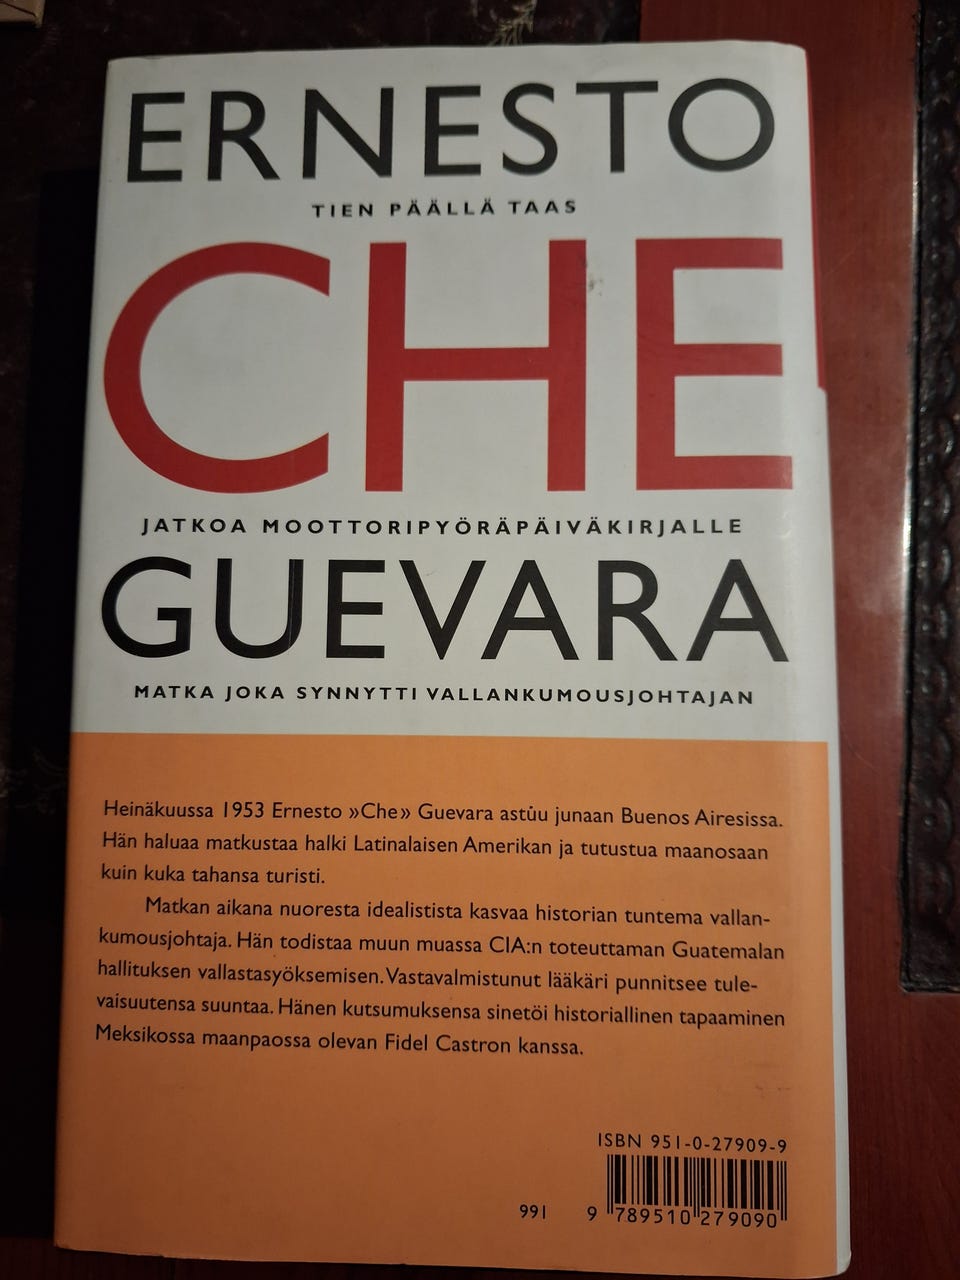 ERNESTO
TIEN PÄÄLLÄ TAAS
CHE
JATKOA MOOTTORIPYÖRÄPÄIVÄKIRJALLE
GUEVARA
MATKA JOKA SYNNYTTI VALLANKUMOUSJOHTAJAN
Heinäkuussa 1953 Ernesto »Che» Guevara astuu junaan Buenos Airesissa.
Hän haluaa matkustaa halki Latinalaisen Amerikan ja tutustua maanosaan
kuin kuka tahansa turisti.
Matkan aikana nuoresta idealistista kasvaa historian tuntema vallan-
kumousjohtaja. Hän todistaa muun muassa CIA:n toteuttaman Guatemalan
hallituksen vallastasyöksemisen. Vastavalmistunut lääkäri punnitsee tule-
vaisuutensa suuntaa. Hänen kutsumuksensa sinetöi historiallinen tapaaminen
Meksikossa maanpaossa olevan Fidel Castron kanssa.
ISBN 951-0-27909-9
991 9 789510 279090